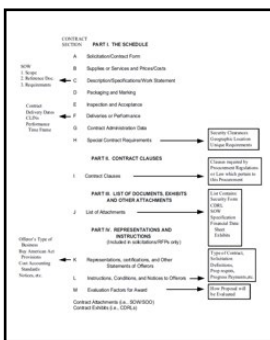 CONTRACT
SECTION
PART I. THE SCHEDULE
A Solicitation/Contract Form
B Supplies or Services and Prices/Costs
SOW
1. Scope
2. Reference Doc.
3. Requirements
C Description/Specifications/Work Statement
D Packaging and Marking
E Inspection and Acceptance
Contract
Delivery Dates
CLINs
Performance
Time Frame
F Deliveries or Performance
G Contract Administration Data
H Special Contract Requirements
Security Clearances
Geographic Location
Unique Requirements
PART II. CONTRACT CLAUSES
I Contract Clauses
Clauses required by
Procurement Regulations
or Law which pertain to
this Procurement
PART III. LIST OF DOCUMENTS, EXHIBITS
AND OTHER ATTACHMENTS
J List of Attachments
List Contains
Security Form
CDRL
SOW
Specification
Financial Data
Sheet
Exhibits
PART IV. REPRESENTATIONS AND
INSTRUCTIONS
(Included in solicitations/RFPs only)
Offeror's Type of
Business
Buy American Act
Provisions
Cost Accounting
Standards
Notices, etc.
K Representations, certifications, and Other
Statements of Offerors
L Instructions, Conditions, and Notices to Offerors
Type of Contract,
Solicitation
Definitions,
Prop reqmts,
Progress Payments,etc.
M Evaluation Factors for Award
How Proposal will
be Evaluated
Contract Attachments (i.e., SOW/SOO)
Contract Exhibits (i.e., CDRLs)